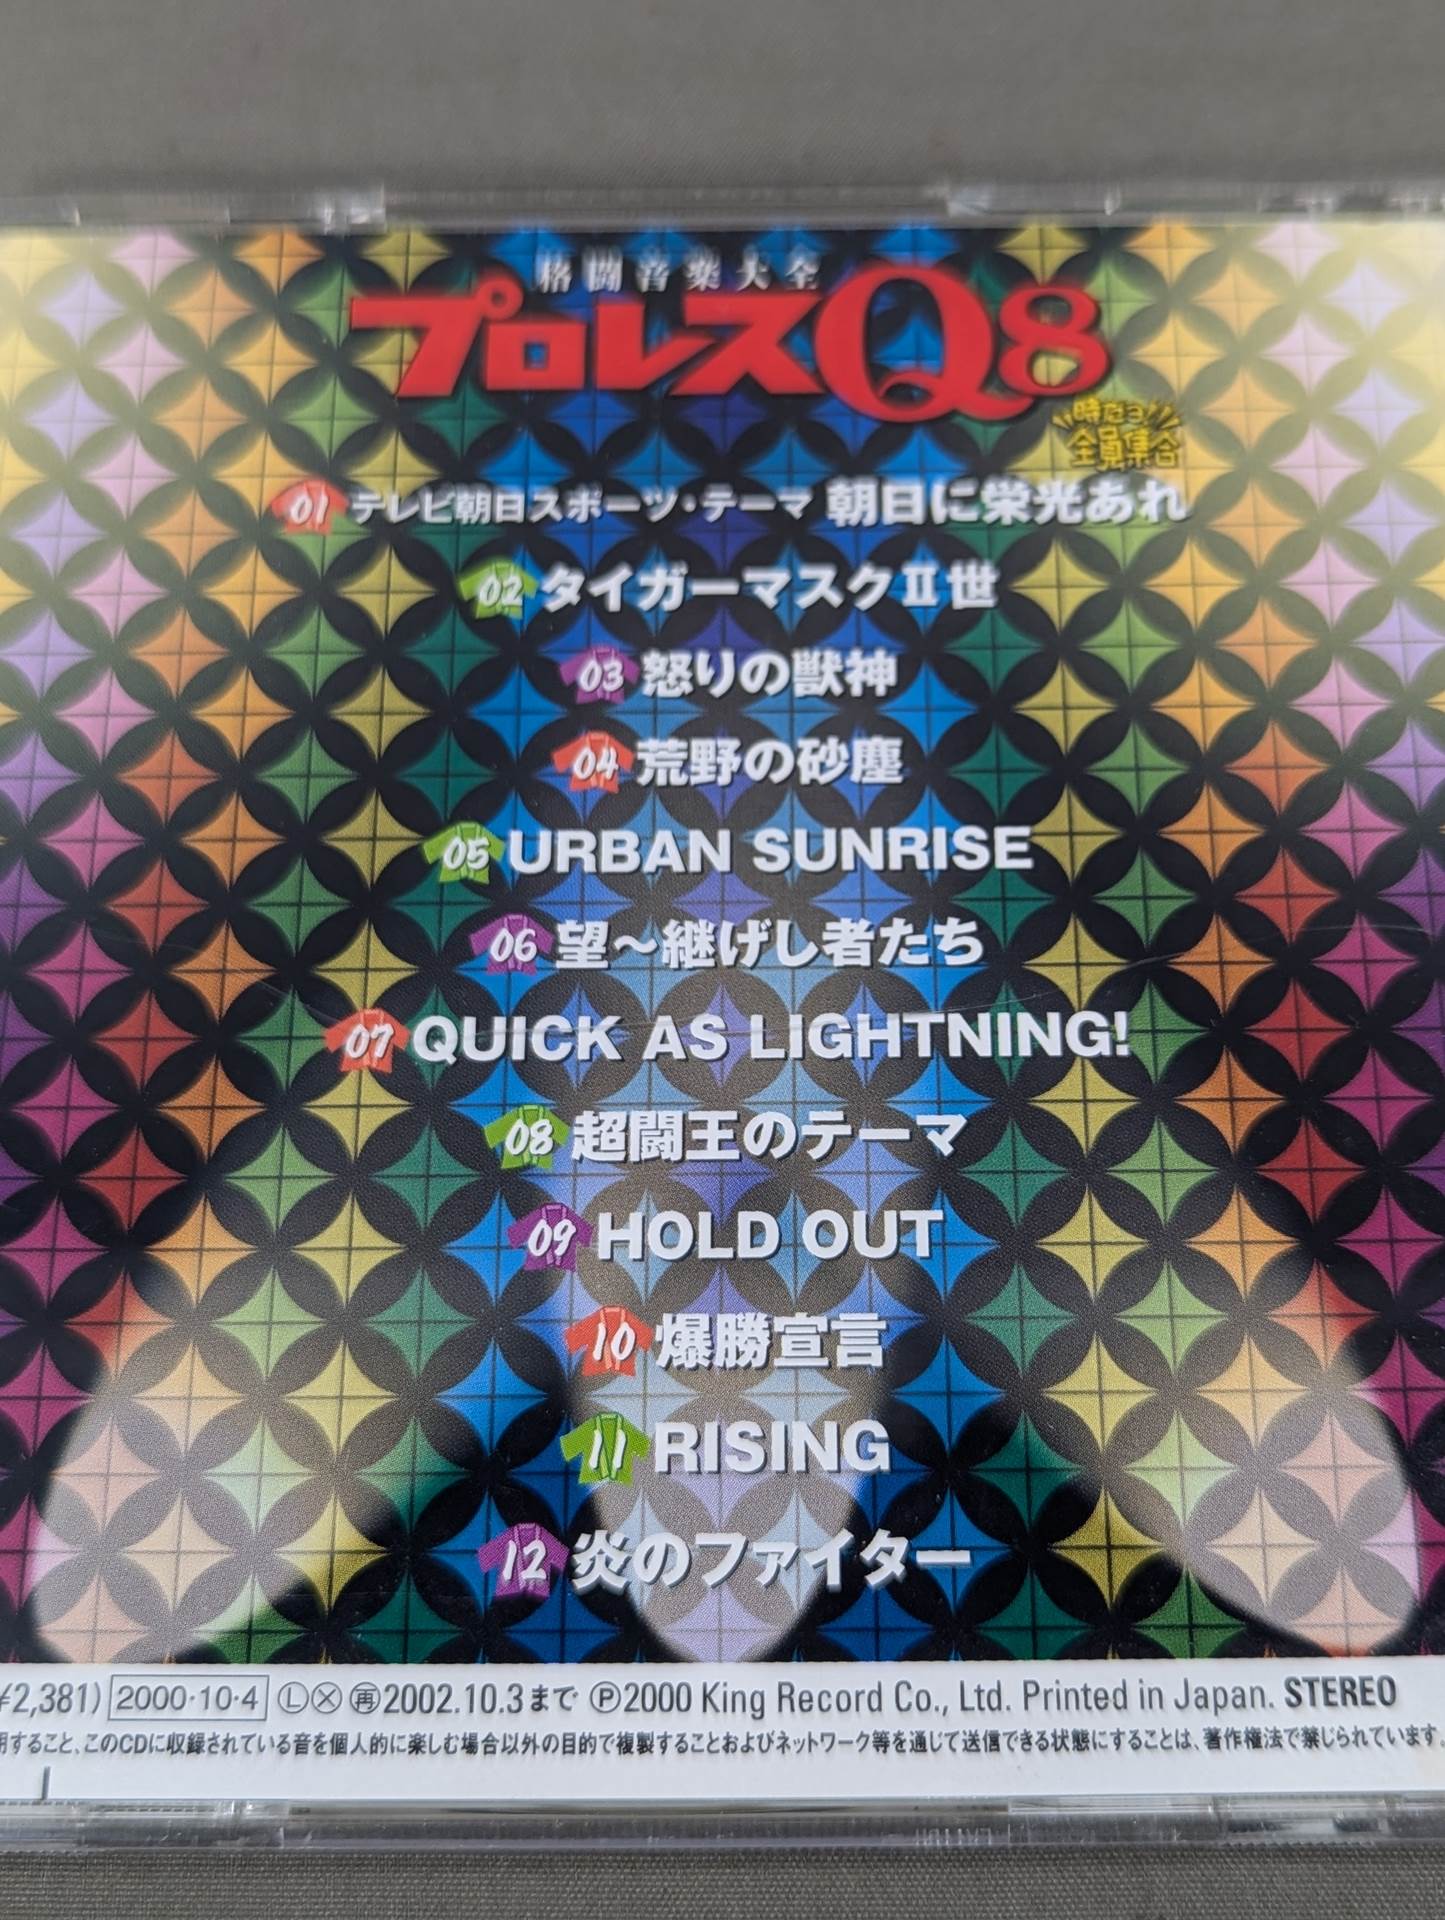 格闘音楽大全
プロレスQ8
時だョ!!
全員集合
01 テレビ朝日スポーツ・テーマ 朝日に栄光あれ
02 タイガーマスクⅡ世
03 怒りの獣神
04 荒野の砂塵
05 URBAN SUNRISE
06 望〜継げし者たち
07 QUICK AS LIGHTNING!
08 超闘王のテーマ
09 HOLD OUT
10 爆勝宣言
11 RISING
12 炎のファイター
¥2,381) 2000・10・4 Ⓛ Ⓧ ㊥2002.10.3まで Ⓟ2000 King Record Co., Ltd. Printed in Japan. STEREO
用すること、このCDに収録されている音を個人的に楽しむ場合以外の目的で複製することおよびネットワーク等を通じて送信できる状態にすることは、著作権法で禁じられています。